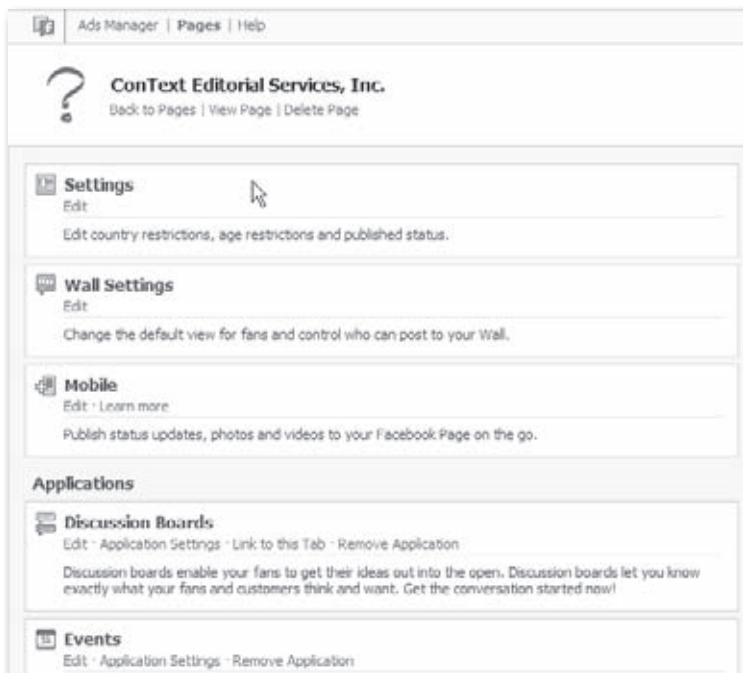 Ads Manager | Pages | Help
ConText Editorial Services, Inc.
Back to Pages | View Page | Delete Page
Settings
Edit
Edit country restrictions, age restrictions and published status.
Wall Settings
Edit
Change the default view for fans and control who can post to your Wall.
Mobile
Edit · Learn more
Publish status updates, photos and videos to your Facebook Page on the go.
Applications
Discussion Boards
Edit · Application Settings · Link to this Tab · Remove Application
Discussion boards enable your fans to get their ideas out into the open. Discussion boards let you know
exactly what your fans and customers think and want. Get the conversation started now!
Events
Edit · Application Settings · Remove Application